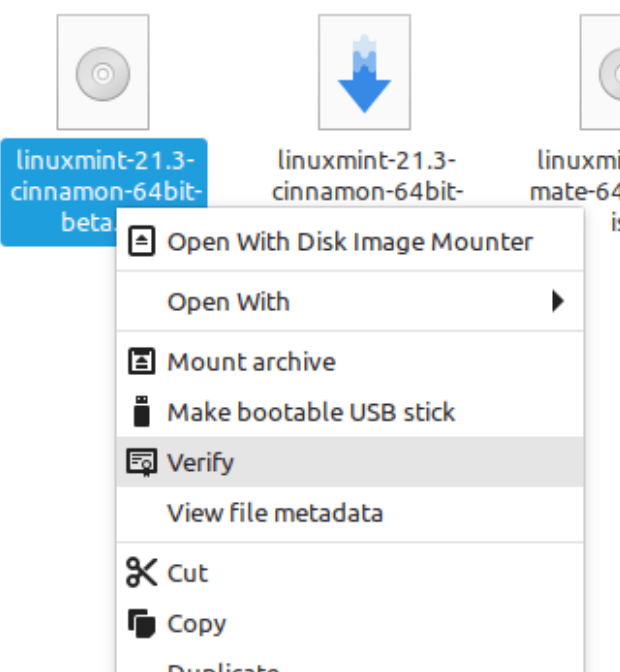 linuxmint-21.3-
cinnamon-64bit-
beta.
linuxmint-21.3-
cinnamon-64bit-
linuxmi
mate-64
is
Open With Disk Image Mounter
Open With
Mount archive
Make bootable USB stick
Verify
View file metadata
Cut
Copy
Duplicate